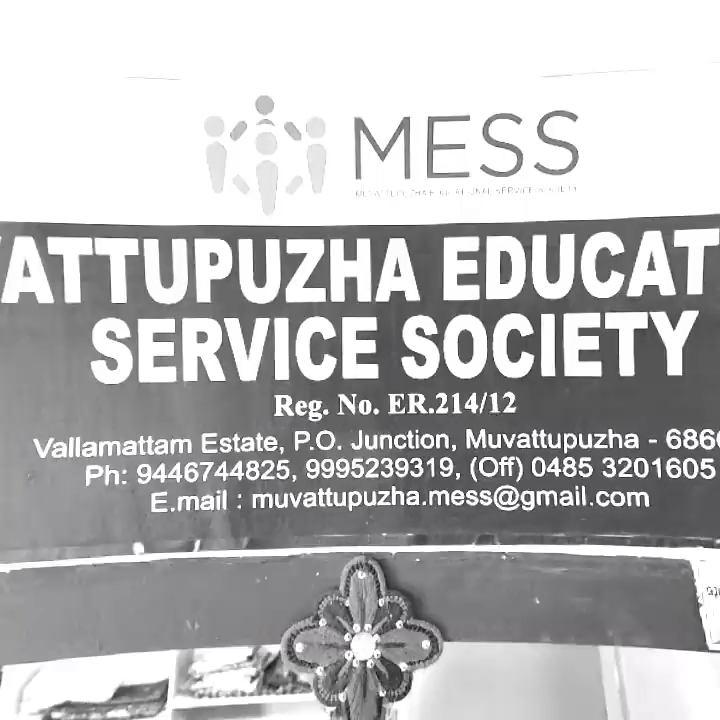 MESS
VATTUPUZHA EDUCAT
SERVICE SOCIETY
Reg. No. ER.214/12
Vallamattam Estate, P.O. Junction, Muvattupuzha - 686
Ph: 9446744825, 9995239319, (Off) 0485 3201605
E.mail : muvattupuzha.mess@gmail.com